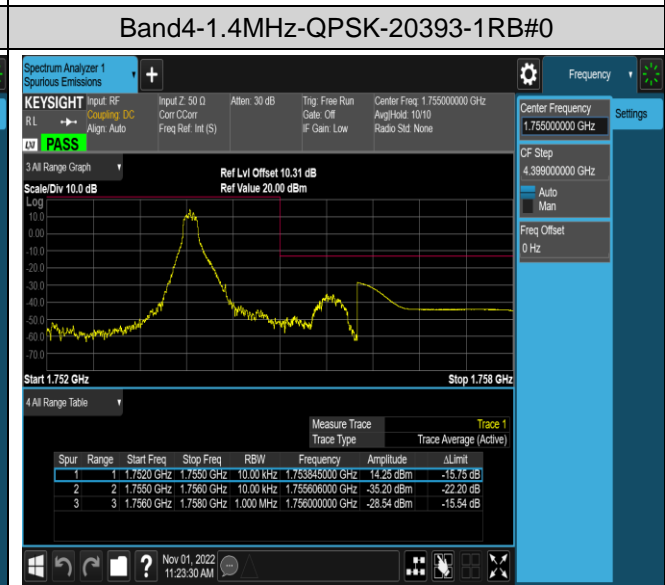 Band4-1.4MHz-QPSK-20393-1RB#0
Spectrum Analyzer 1
Spurious Emissions
+
Frequency
KEYSIGHT
RL
PASS
Input: RF
Coupling: DC
Align: Auto
Input Z: 50 Ω
Corr CCorr
Freq Ref: Int (S)
Atten: 30 dB
Trig: Free Run
Gate: Off
IF Gain: Low
Center Freq: 1.755000000 GHz
Avg|Hold: 10/10
Radio Std: None
Center Frequency
1.755000000 GHz
Settings
CF Step
4.399000000 GHz
Auto
Man
Freq Offset
0 Hz
3 All Range Graph
Ref Lvl Offset 10.31 dB
Scale/Div 10.0 dB
Ref Value 20.00 dBm
Log
10.0
0.00
-10.0
-20.0
-30.0
-40.0
-50.0
-60.0
-70.0
Start 1.752 GHz
Stop 1.758 GHz
4 All Range Table
Measure Trace Trace 1
Trace Type Trace Average (Active)
Spur Range Start Freq Stop Freq RBW Frequency Amplitude ΔLimit
1 1 1.7520 GHz 1.7550 GHz 10.00 kHz 1.753845000 GHz 14.25 dBm -15.75 dB
2 2 1.7550 GHz 1.7560 GHz 10.00 kHz 1.755606000 GHz -35.20 dBm -22.20 dB
3 3 1.7560 GHz 1.7580 GHz 1.000 MHz 1.756000000 GHz -28.54 dBm -15.54 dB
?
Nov 01, 2022
11:23:30 AM